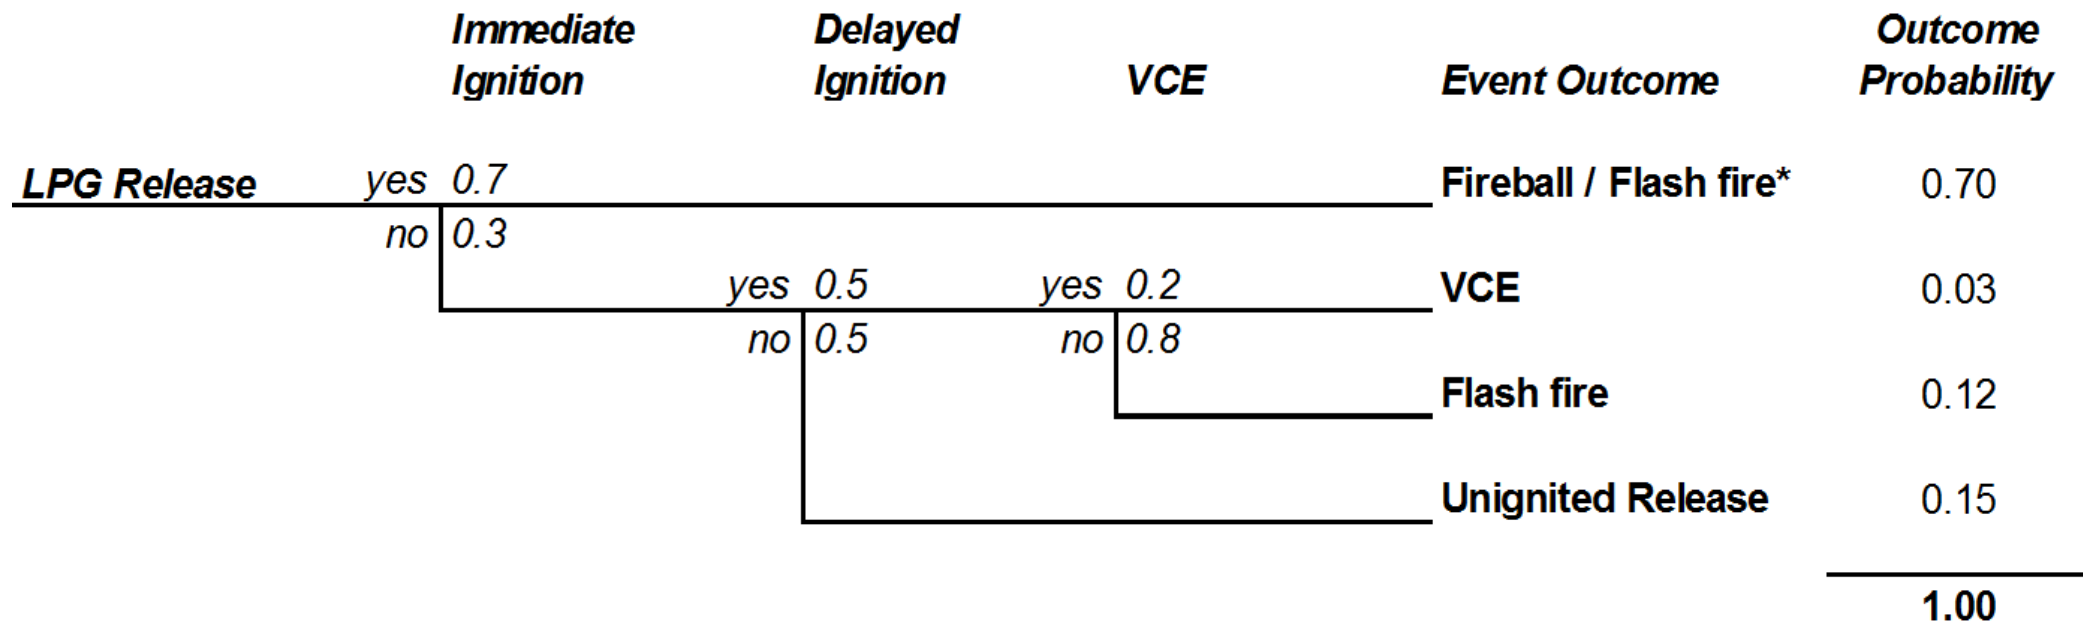 Immediate Delayed Outcome
Ignition Ignition VCE Event Outcome Probability
LPG Release yes 0.7 Fireball / Flash fire* 0.70
no 0.3
yes 0.5 yes 0.2 VCE 0.03
no 0.5 no 0.8
Flash fire 0.12
Unignited Release 0.15
1.00